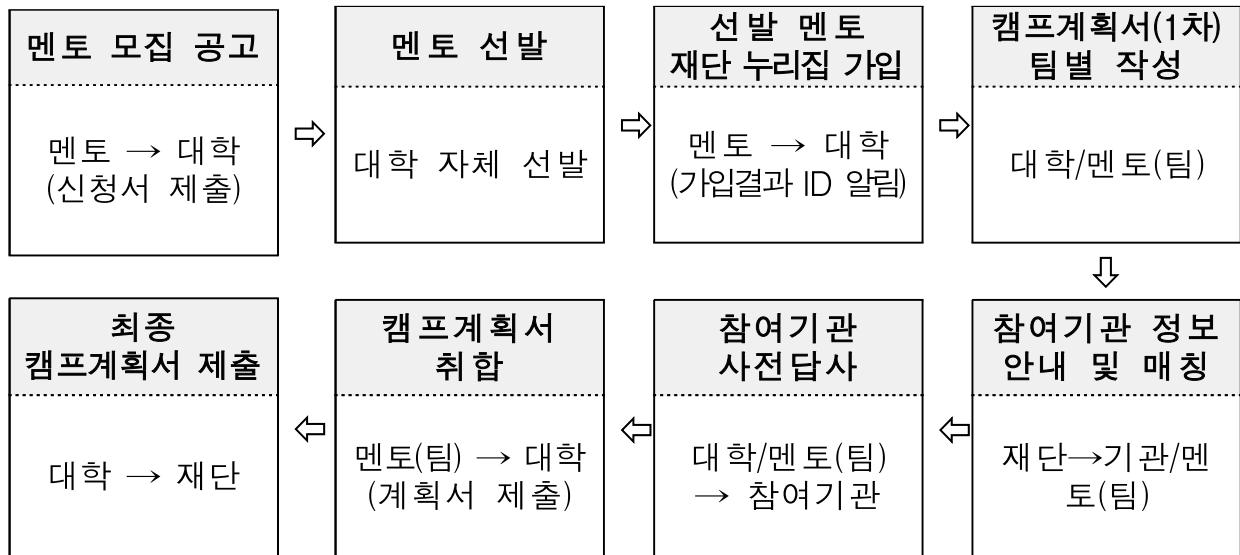 멘토 모집 공고
멘토 → 대학
(신청서 제출)
⇨
멘토 선발
대학 자체 선발
⇨
선발 멘토
재단 누리집 가입
멘토 → 대학
(가입결과 ID 알림)
⇨
캠프계획서(1차)
팀별 작성
대학/멘토(팀)
⇩
참여기관 정보
안내 및 매칭
재단→기관/멘
토(팀)
⇦
참여기관
사전답사
대학/멘토(팀)
→ 참여기관
⇦
캠프계획서
취합
멘토(팀) → 대학
(계획서 제출)
⇦
최종
캠프계획서 제출
대학 → 재단